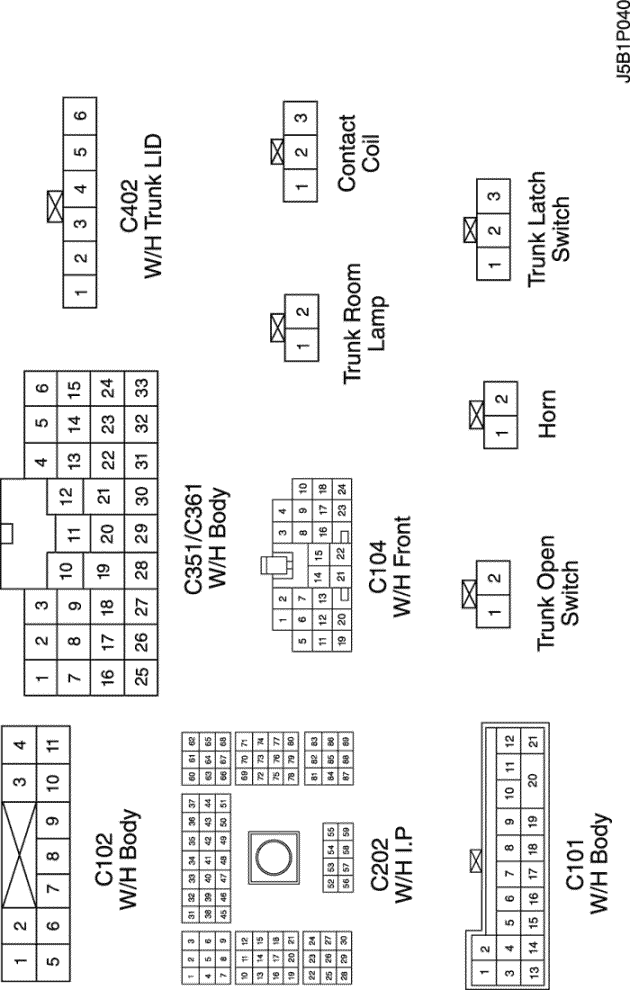 1 2 3 4
5 6 7 8 9 10 11
C102
W/H Body
1 2 3 4 5 6
7 8 9 10 11 12 13 14 15
16 17 18 19 20 21 22 23 24
25 26 27 28 29 30 31 32 33
C351/C361
W/H Body
1 2 3 4 5 6
C402
W/H Trunk LID
1 2 3
4 5 6
7 8 9
10 11 12
13 14 15
16 17 18
19 20 21
22 23 24
25 26 27
28 29 30
31 32 33 34 35 36 37
38 39 40 41 42 43 44
45 46 47 48 49 50 51
52 53 54 55
56 57 58 59
60 61 62
63 64 65
66 67 68
69 70 71
72 73 74
75 76 77
78 79 80
81 82 83
84 85 86
87 88 89
C202
W/H I.P
1 2 3 4
5 6 7 8 9 10
11 12 13 14 15 16 17 18
19 20 21 22 23 24
C104
W/H Front
1 2
Trunk Room
Lamp
1 2 3
Contact
Coil
1 2
3 4 5 6 7 8 9 10 11 12
13 14 15 16 17 18 19 20 21
C101
W/H Body
1 2
Trunk Open
Switch
1 2
Horn
1 2 3
Trunk Latch
Switch
J5B1P040